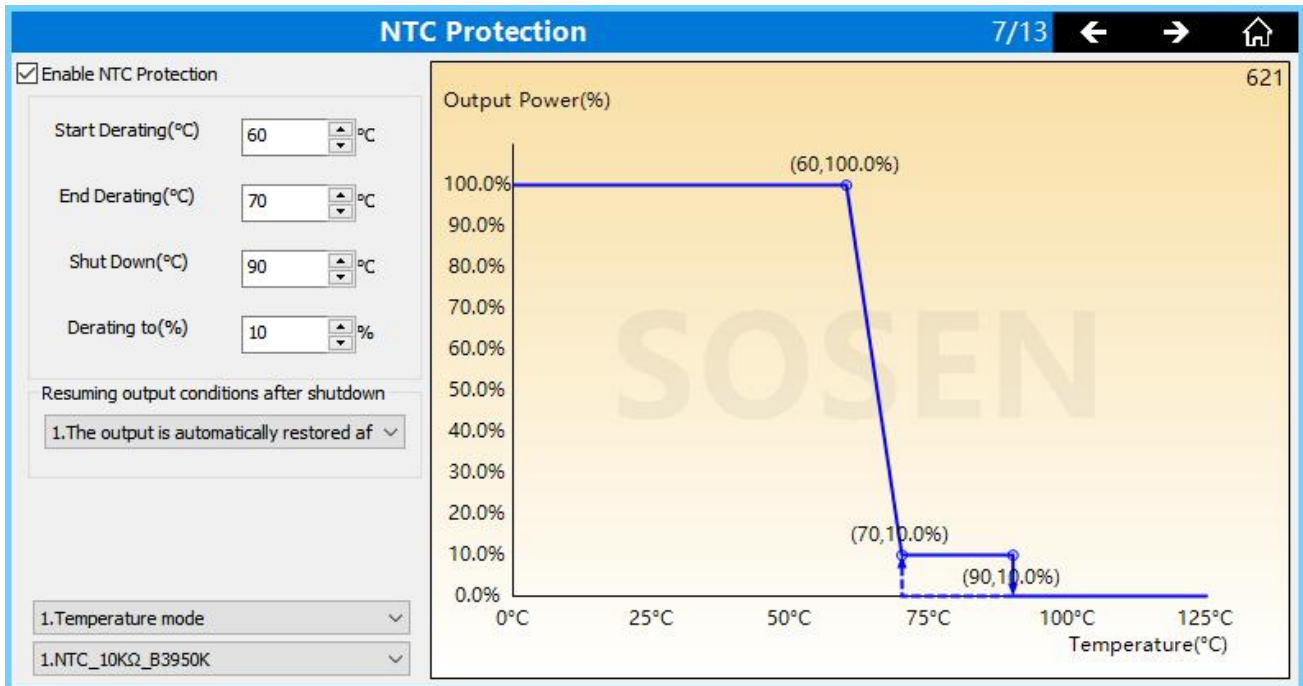 NTC Protection
7/13
Enable NTC Protection
Start Derating(°C)
60
°C
End Derating(°C)
70
°C
Shut Down(°C)
90
°C
Derating to(%)
10
%
Resuming output conditions after shutdown
1.The output is automatically restored af
1.Temperature mode
1.NTC_10KΩ_B3950K
621
Output Power(%)
(60,100.0%)
100.0%
90.0%
80.0%
70.0%
60.0%
50.0%
40.0%
30.0%
20.0%
10.0%
0.0%
SOSEN
(70,10.0%)
(90,10.0%)
0°C 25°C 50°C 75°C 100°C 125°C
Temperature(°C)